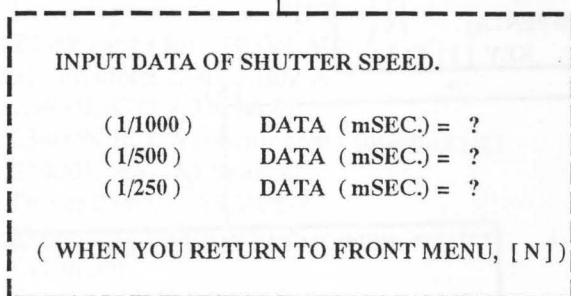 INPUT DATA OF SHUTTER SPEED.
(1/1000) DATA (mSEC.) = ?
(1/500) DATA (mSEC.) = ?
(1/250) DATA (mSEC.) = ?
( WHEN YOU RETURN TO FRONT MENU, [ N ] )